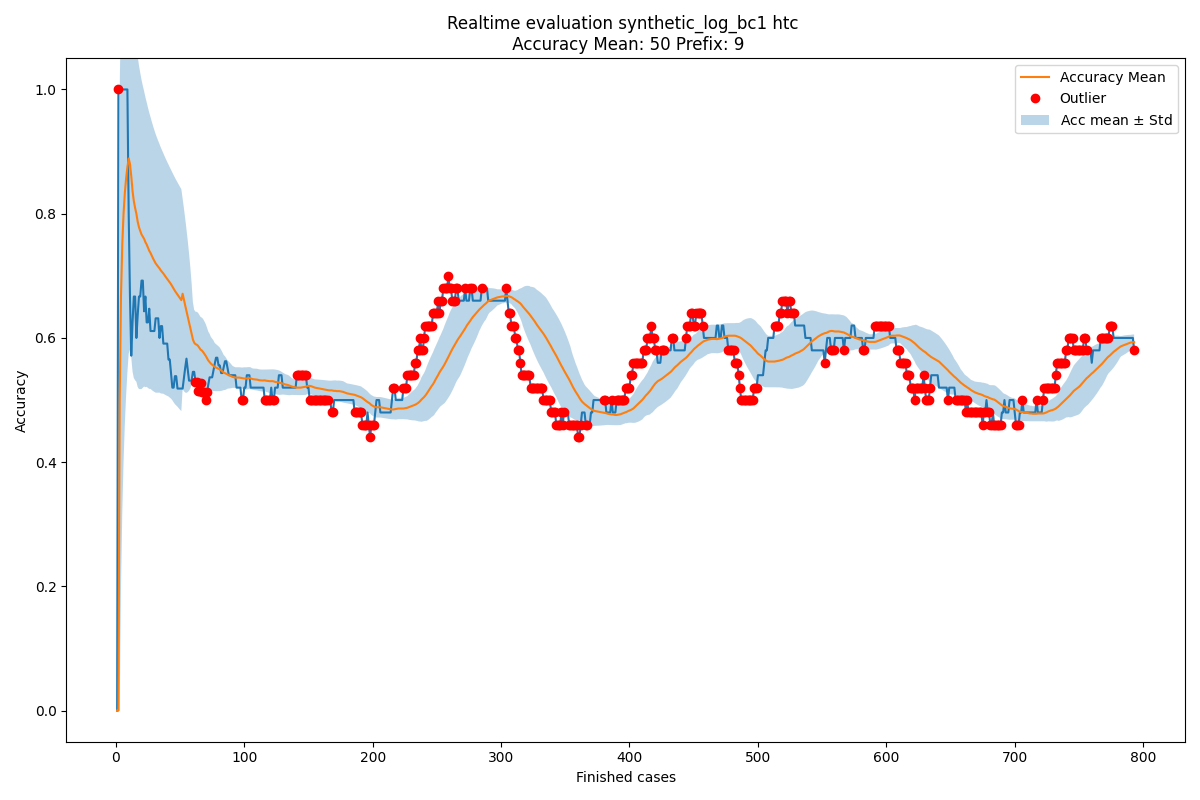 Realtime evaluation synthetic_log_bc1 htc
Accuracy Mean: 50 Prefix: 9
Accuracy Mean
Outlier
Acc mean ± Std
1.0
0.8
0.6
0.4
0.2
0.0
Accuracy
0 100 200 300 400 500 600 700 800
Finished cases